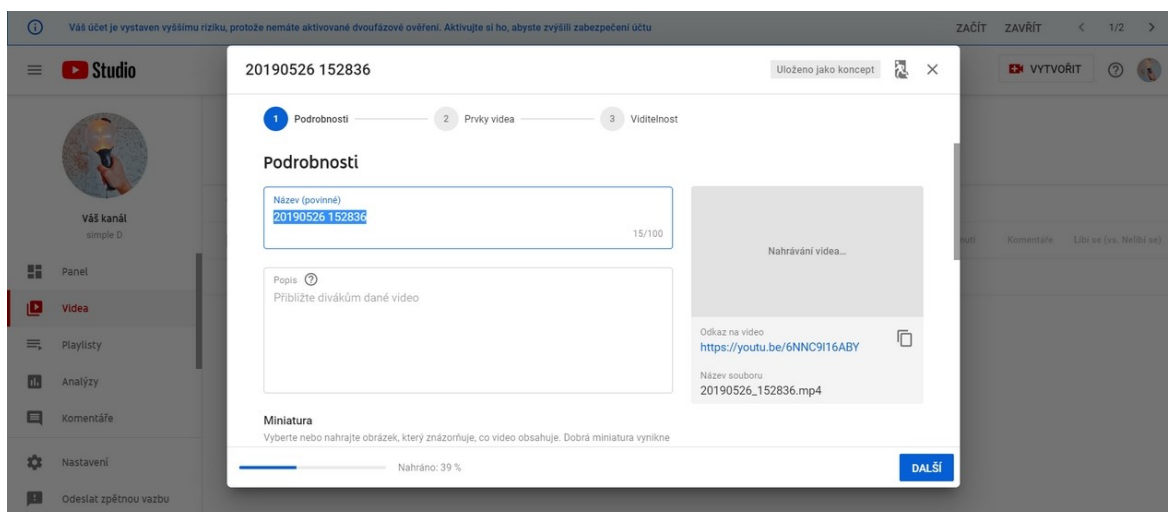 Váš účet je vystaven vyššímu riziku, protože nemáte aktivované dvoufázové ověření. Aktivujte si ho, abyste zvýšili zabezpečení účtu
ZAČÍT ZAVŘÍT 1/2
Studio
VYTVOŘIT
20190526 152836
Uloženo jako koncept
1 Podrobnosti 2 Prvky videa 3 Viditelnost
Podrobnosti
Název (povinné)
20190526 152836
15/100
Popis
Přibližte divákům dané video
Nahrávání videa...
Odkaz na video
https://youtu.be/6NNC9I16ABY
Název souboru
20190526_152836.mp4
Miniatura
Vyberte nebo nahrajte obrázek, který znázorňuje, co video obsahuje. Dobrá miniatura vynikne
Nahráno: 39 %
DALŠÍ
Váš kanál
simple D
Panel
Videa
Playlisty
Analýzy
Komentáře
Nastavení
Odeslat zpětnou vazbu
Komentáře Líbí se (vs. Nelíbí se)